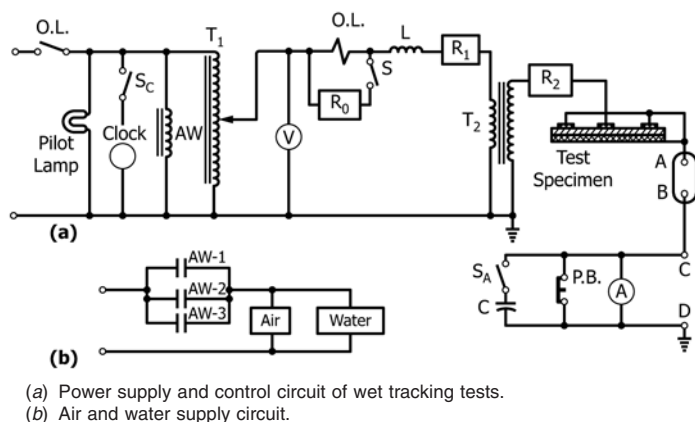 O.L.
T1
O.L.
L
R1
SC
S
R0
R2
Pilot
Lamp
Clock
AW
V
T2
Test
Specimen
A
B
(a)
AW-1
AW-2
AW-3
Air
Water
SA
C
P.B.
A
C
D
(b)
(a) Power supply and control circuit of wet tracking tests.
(b) Air and water supply circuit.